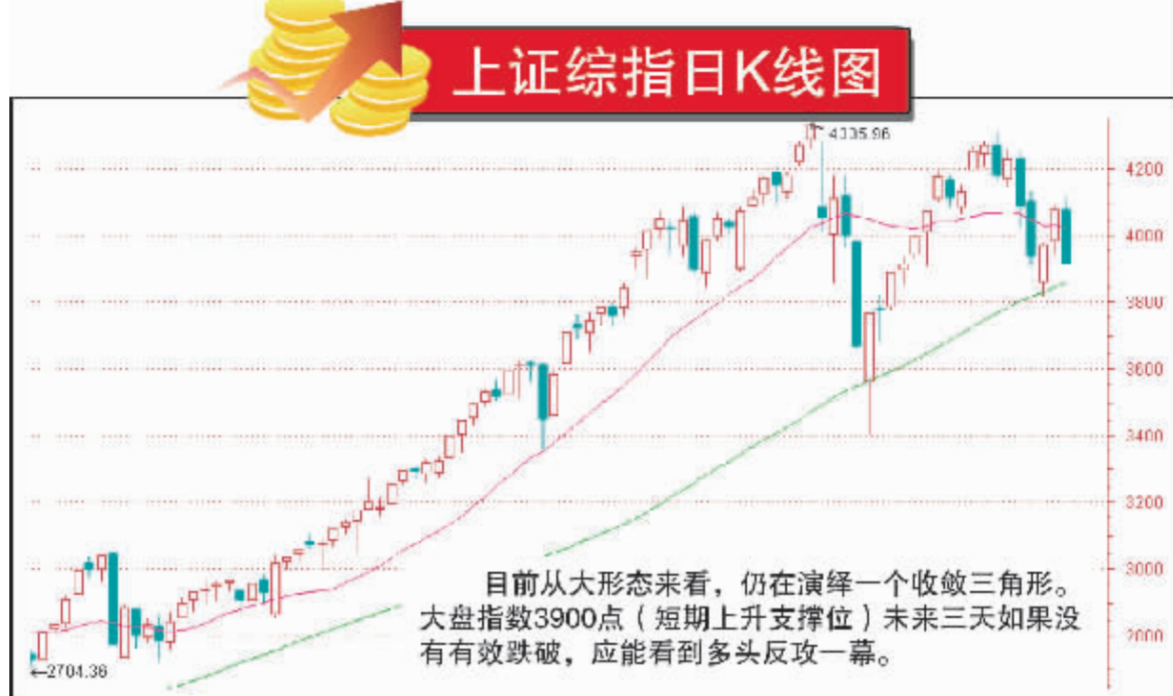 上证综指日K线图
4335.96
4200
4000
3800
3600
3400
3200
3000
2800
←2704.36
目前从大形态来看，仍在演绎一个收敛三角形。
大盘指数3900点（短期上升支撑位）未来三天如果没
有有效跌破，应能看到多头反攻一幕。